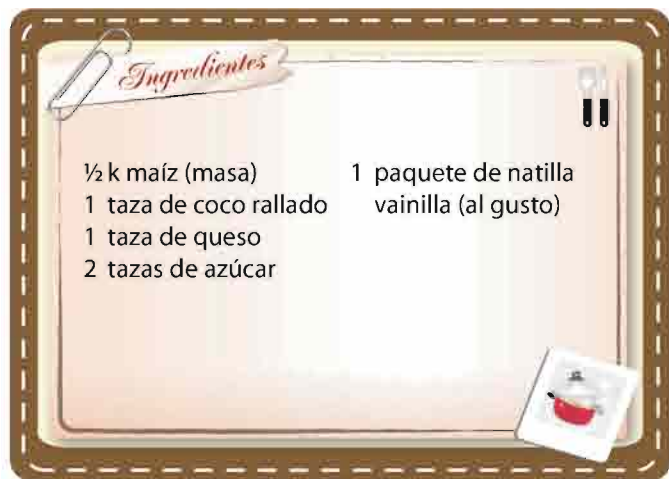 Ingredientes
½ k maíz (masa)
1 taza de coco rallado
1 taza de queso
2 tazas de azúcar
1 paquete de natilla
vainilla (al gusto)